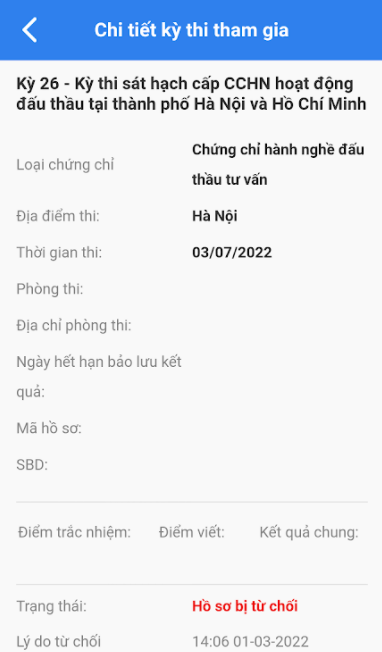 Chi tiết kỳ thi tham gia
Kỳ 26 - Kỳ thi sát hạch cấp CCHN hoạt động
đấu thầu tại thành phố Hà Nội và Hồ Chí Minh
Loại chứng chỉ
Chứng chỉ hành nghề đấu
thầu tư vấn
Địa điểm thi: Hà Nội
Thời gian thi: 03/07/2022
Phòng thi:
Địa chỉ phòng thi:
Ngày hết hạn bảo lưu kết
quả:
Mã hồ sơ:
SBD:
Điểm trắc nhiệm: Điểm viết: Kết quả chung:
Trạng thái: Hồ sơ bị từ chối
Lý do từ chối 14:06 01-03-2022